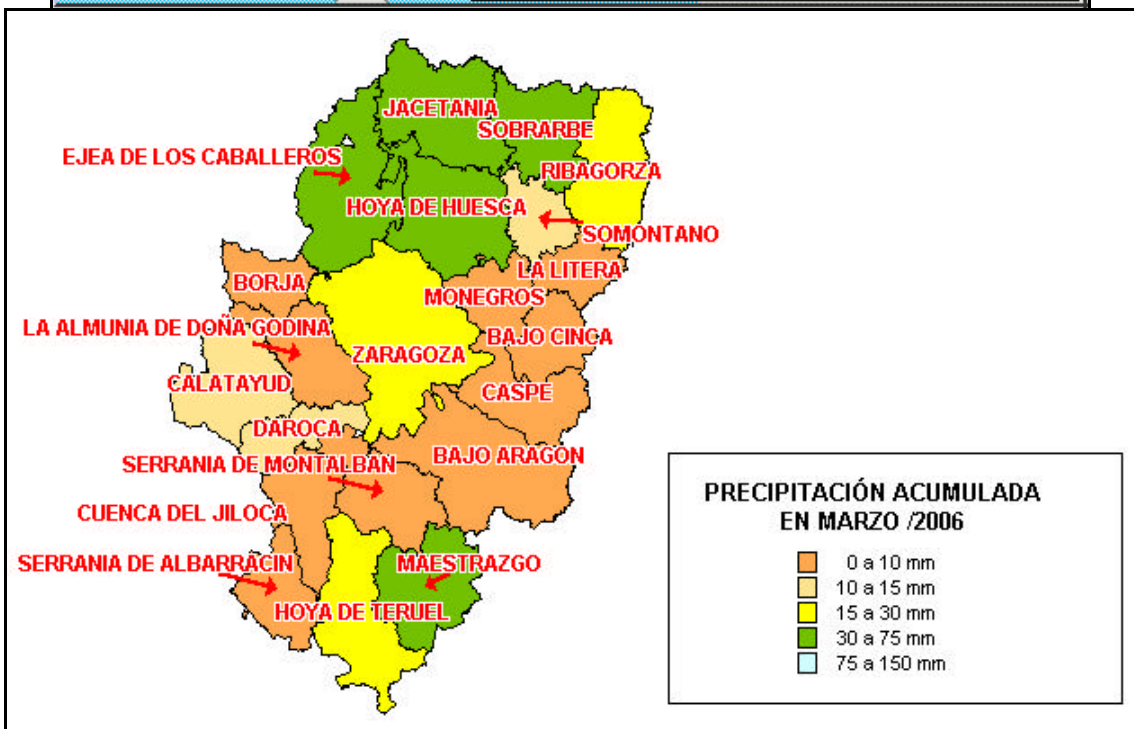 JACETANIA
SOBRARBE
EJEA DE LOS CABALLEROS
RIBAGORZA
HOYA DE HUESCA
SOMONTANO
LA LITERA
BORJA
MONEGROS
LA ALMUNIA DE DOÑA GODINA
BAJO CINCA
ZARAGOZA
CALATAYUD
CASPE
DAROCA
BAJO ARAGON
SERRANIA DE MONTALBAN
CUENCA DEL JILOCA
SERRANIA DE ALBARRACIN
MAESTRAZGO
HOYA DE TERUEL
PRECIPITACIÓN ACUMULADA
EN MARZO /2006
0 a 10 mm
10 a 15 mm
15 a 30 mm
30 a 75 mm
75 a 150 mm